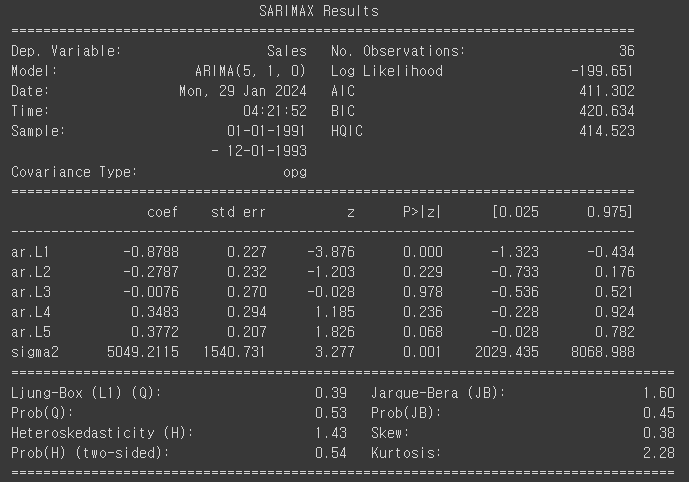 SARIMAX Results
==============================================================================
Dep. Variable: Sales No. Observations: 36
Model: ARIMA(5, 1, 0) Log Likelihood -199.651
Date: Mon, 29 Jan 2024 AIC 411.302
Time: 04:21:52 BIC 420.634
Sample: 01-01-1991 HQIC 414.523
- 12-01-1993
Covariance Type: opg
==============================================================================
coef std err z P>|z| [0.025 0.975]
------------------------------------------------------------------------------
ar.L1 -0.8788 0.227 -3.876 0.000 -1.323 -0.434
ar.L2 -0.2787 0.232 -1.203 0.229 -0.733 0.176
ar.L3 -0.0076 0.270 -0.028 0.978 -0.536 0.521
ar.L4 0.3483 0.294 1.185 0.236 -0.228 0.924
ar.L5 0.3772 0.207 1.826 0.068 -0.028 0.782
sigma2 5049.2115 1540.731 3.277 0.001 2029.435 8068.988
===================================================================================
Ljung-Box (L1) (Q): 0.39 Jarque-Bera (JB): 1.60
Prob(Q): 0.53 Prob(JB): 0.45
Heteroskedasticity (H): 1.43 Skew: 0.38
Prob(H) (two-sided): 0.54 Kurtosis: 2.28
===================================================================================